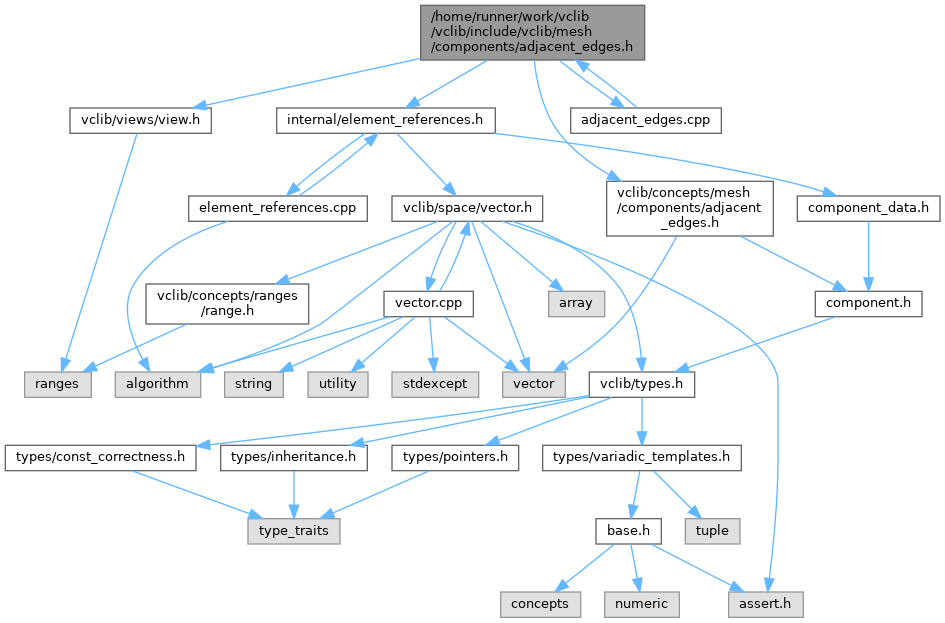 /home/runner/work/vclib
/vclib/include/vclib/mesh
/components/adjacent_edges.h
vclib/views/view.h
internal/element_references.h
adjacent_edges.cpp
element_references.cpp
vclib/space/vector.h
vclib/concepts/mesh
/components/adjacent
_edges.h
component_data.h
vclib/concepts/ranges
/range.h
vector.cpp
array
component.h
ranges
algorithm
string
utility
stdexcept
vector
vclib/types.h
types/const_correctness.h
types/inheritance.h
types/pointers.h
types/variadic_templates.h
type_traits
base.h
tuple
concepts
numeric
assert.h